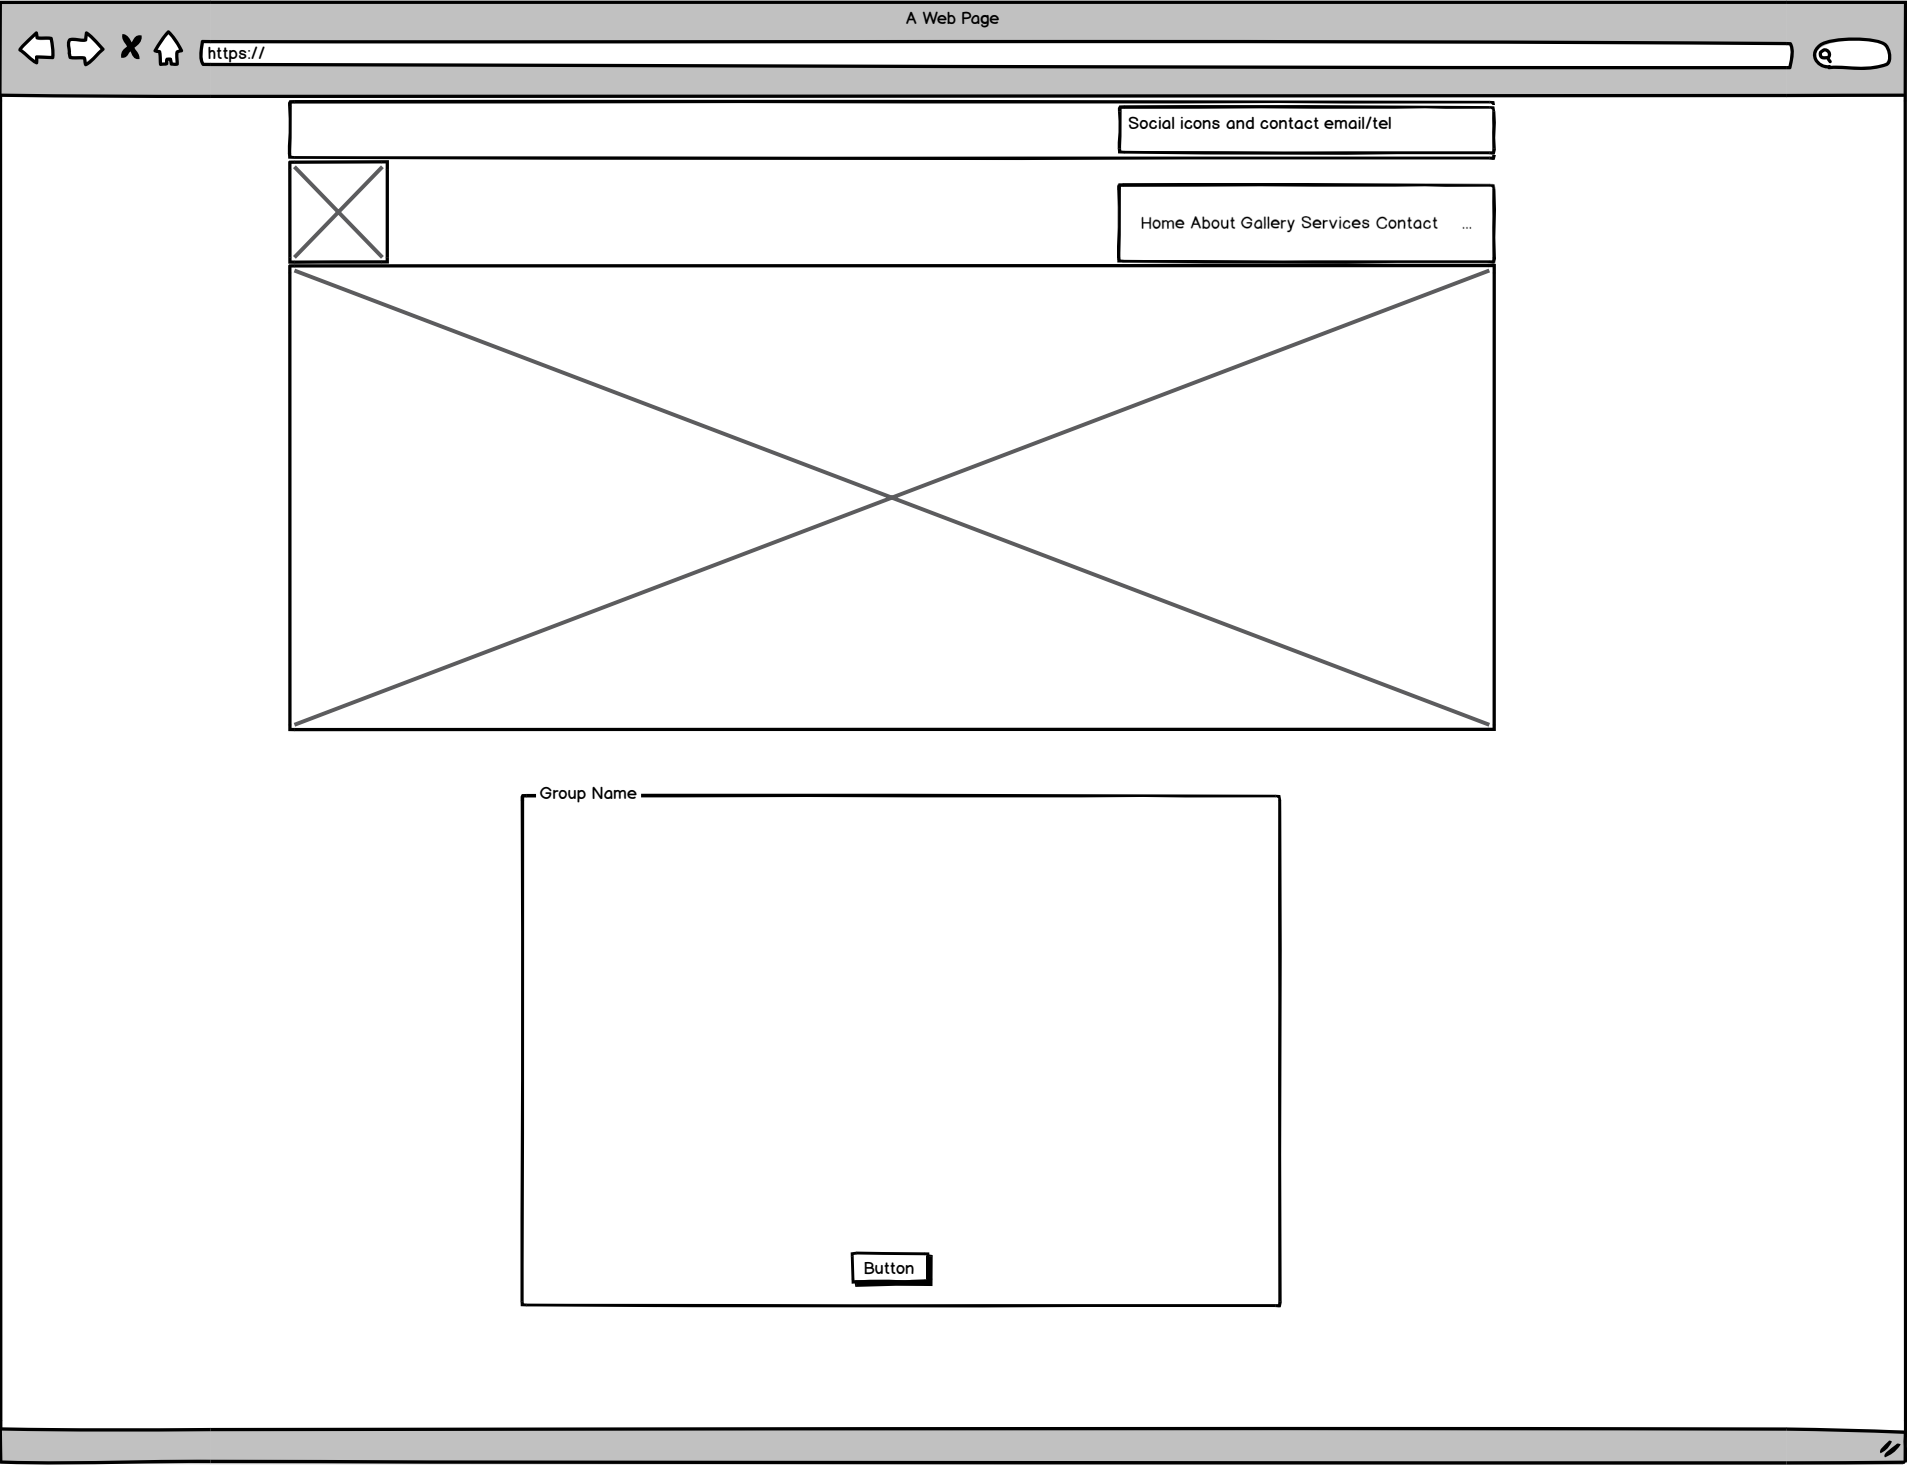 A Web Page
https://
Social icons and contact email/tel
Home About Gallery Services Contact ...
Group Name
Button